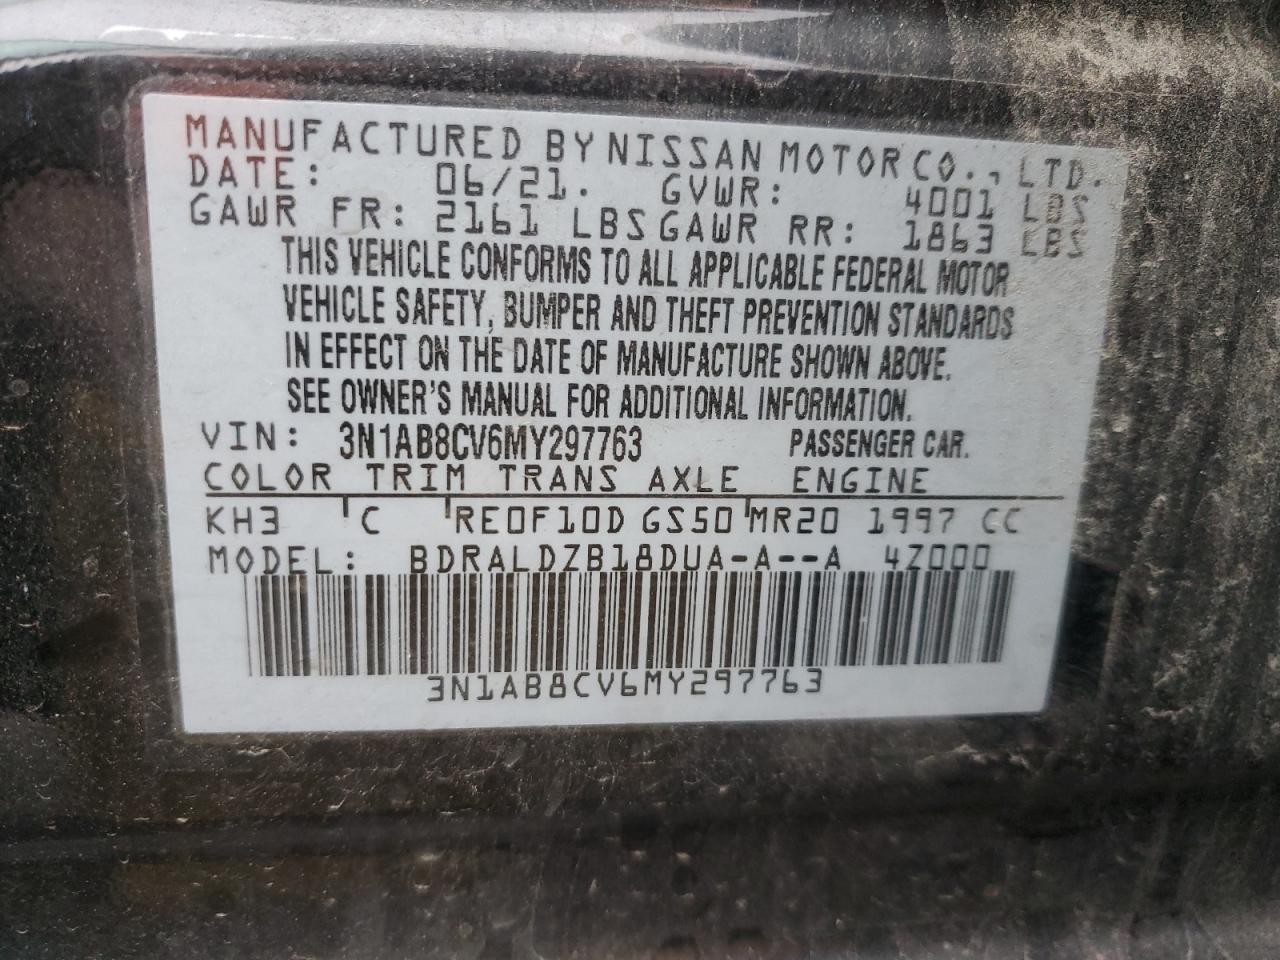 MANUFACTURED BY NISSAN MOTOR CO., LTD.
DATE: 06/21. GVWR: 4001 LBS
GAWR FR: 2161 LBS GAWR RR: 1863 LBS
THIS VEHICLE CONFORMS TO ALL APPLICABLE FEDERAL MOTOR
VEHICLE SAFETY, BUMPER AND THEFT PREVENTION STANDARDS
IN EFFECT ON THE DATE OF MANUFACTURE SHOWN ABOVE.
SEE OWNER'S MANUAL FOR ADDITIONAL INFORMATION.
VIN: 3N1AB8CV6MY297763 PASSENGER CAR.
COLOR TRIM TRANS AXLE ENGINE
KH3 C RE0F10D GS50 MR20 1997 CC
MODEL: BDRALDZB18DUA-A--A 4Z000
3N1AB8CV6MY297763